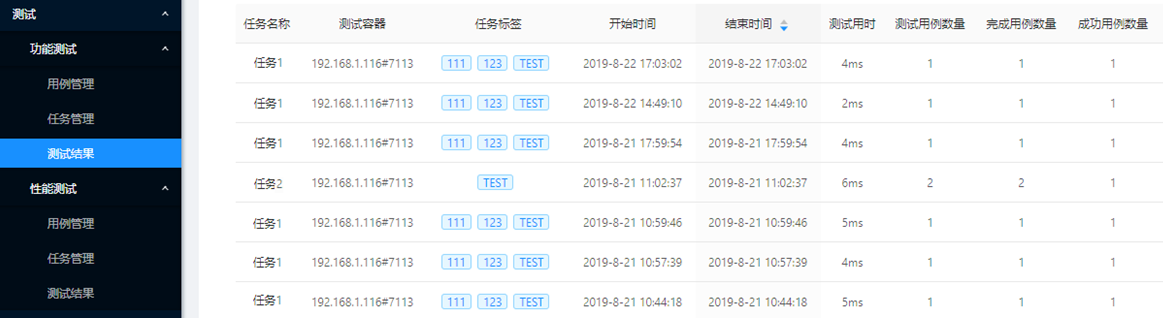 测试
功能测试
用例管理
任务管理
测试结果
性能测试
用例管理
任务管理
测试结果
任务名称 测试容器 任务标签 开始时间 结束时间 测试用时 测试用例数量 完成用例数量 成功用例数量
任务1 192.168.1.116#7113 111 123 TEST 2019-8-22 17:03:02 2019-8-22 17:03:02 4ms 1 1 1
任务1 192.168.1.116#7113 111 123 TEST 2019-8-22 14:49:10 2019-8-22 14:49:10 2ms 1 1 1
任务1 192.168.1.116#7113 111 123 TEST 2019-8-21 17:59:54 2019-8-21 17:59:54 4ms 1 1 1
任务2 192.168.1.116#7113 TEST 2019-8-21 11:02:37 2019-8-21 11:02:37 6ms 2 2 1
任务1 192.168.1.116#7113 111 123 TEST 2019-8-21 10:59:46 2019-8-21 10:59:46 5ms 1 1 1
任务1 192.168.1.116#7113 111 123 TEST 2019-8-21 10:57:39 2019-8-21 10:57:39 4ms 1 1 1
任务1 192.168.1.116#7113 111 123 TEST 2019-8-21 10:44:18 2019-8-21 10:44:18 5ms 1 1 1